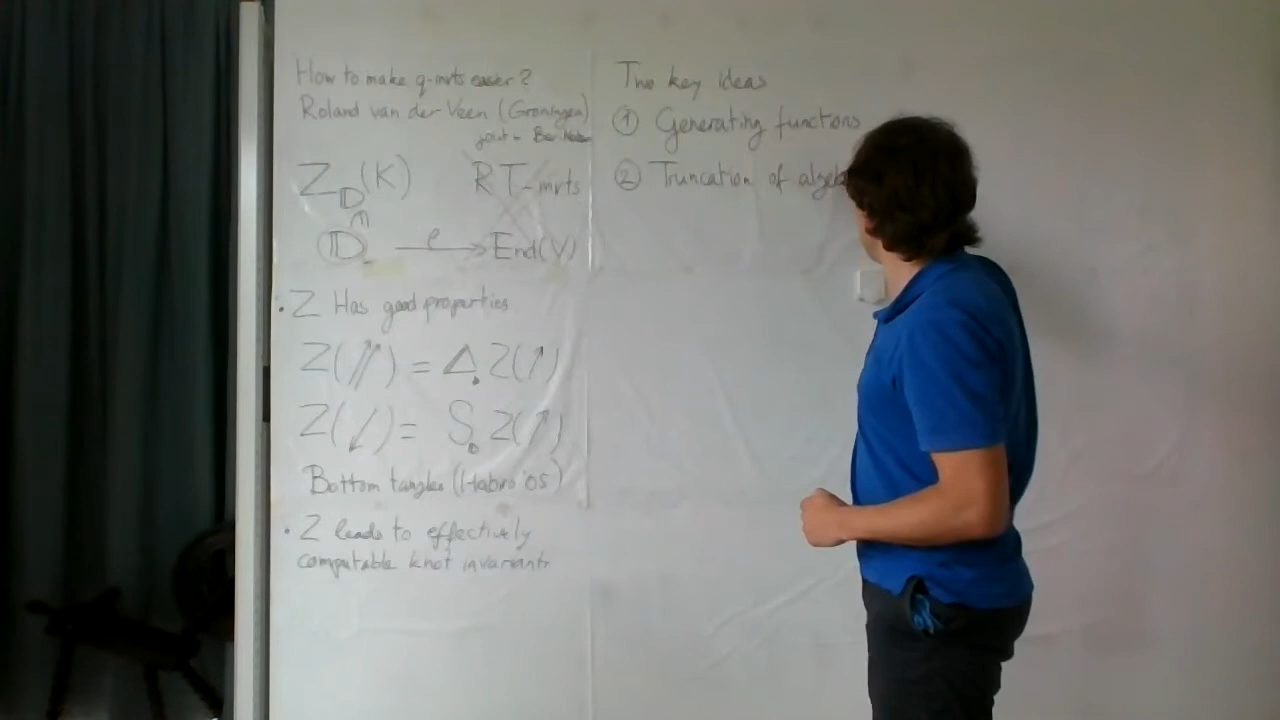 How to make q-invts easier?
Roland van der Veen (Groningen)
joint w Bar-Natan
Z_D(K) RT-invts
∩
D —ρ→ End(V)
• Z Has good properties
Z(⇈) = Δ. Z(↑)
Z(↙) = S. Z(↑)
Bottom tangles (Habiro '05)
• Z leads to effectively
computable knot invariants
Two key ideas
① Generating functions
② Truncation of algeb